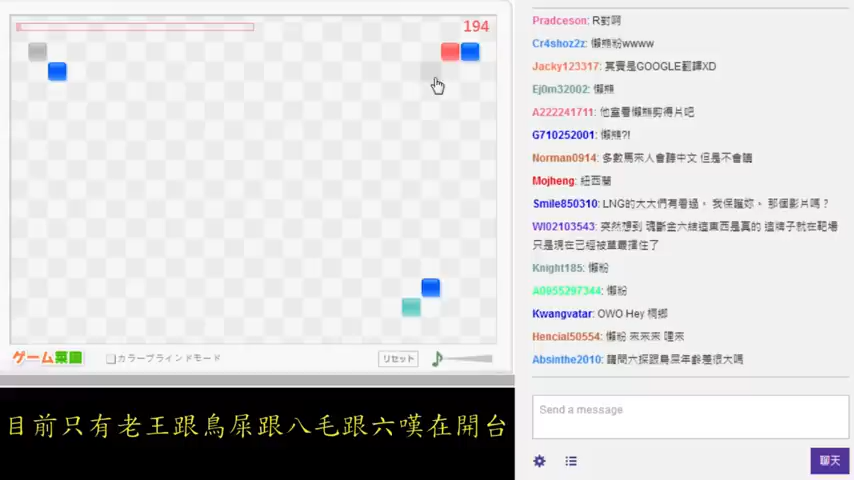 194
ゲーム菜園
カラーブラインドモード
リセット
目前只有老王跟鳥屎跟八毛跟六嘆在開台
Pradceson: R對啊
Cr4shoz2z: 懶熊粉wwww
Jacky123317: 其實是GOOGLE翻譯XD
Ej0m32002: 懶熊
A222241711: 他室看懶熊剪得片吧
G710252001: 懶熊?!
Norman0914: 多數馬來人會聽中文 但是不會講
Mojheng: 紐西蘭
Smile850310: LNG的大大們有看過。 我保護妳。 那個影片嗎？
Wl02103543: 突然想到 魂斷金六結這東西是真的 這牌子就在靶場
只是現在已經被草叢擋住了
Knight185: 懶粉
A0955297344: 懶粉
Kwangvatar: OWO Hey 柯鄉
Hencial50554: 懶粉 來來來 哩來
Absinthe2010: 請問六探跟鳥屎年齡差很大嗎
Send a message
聊天